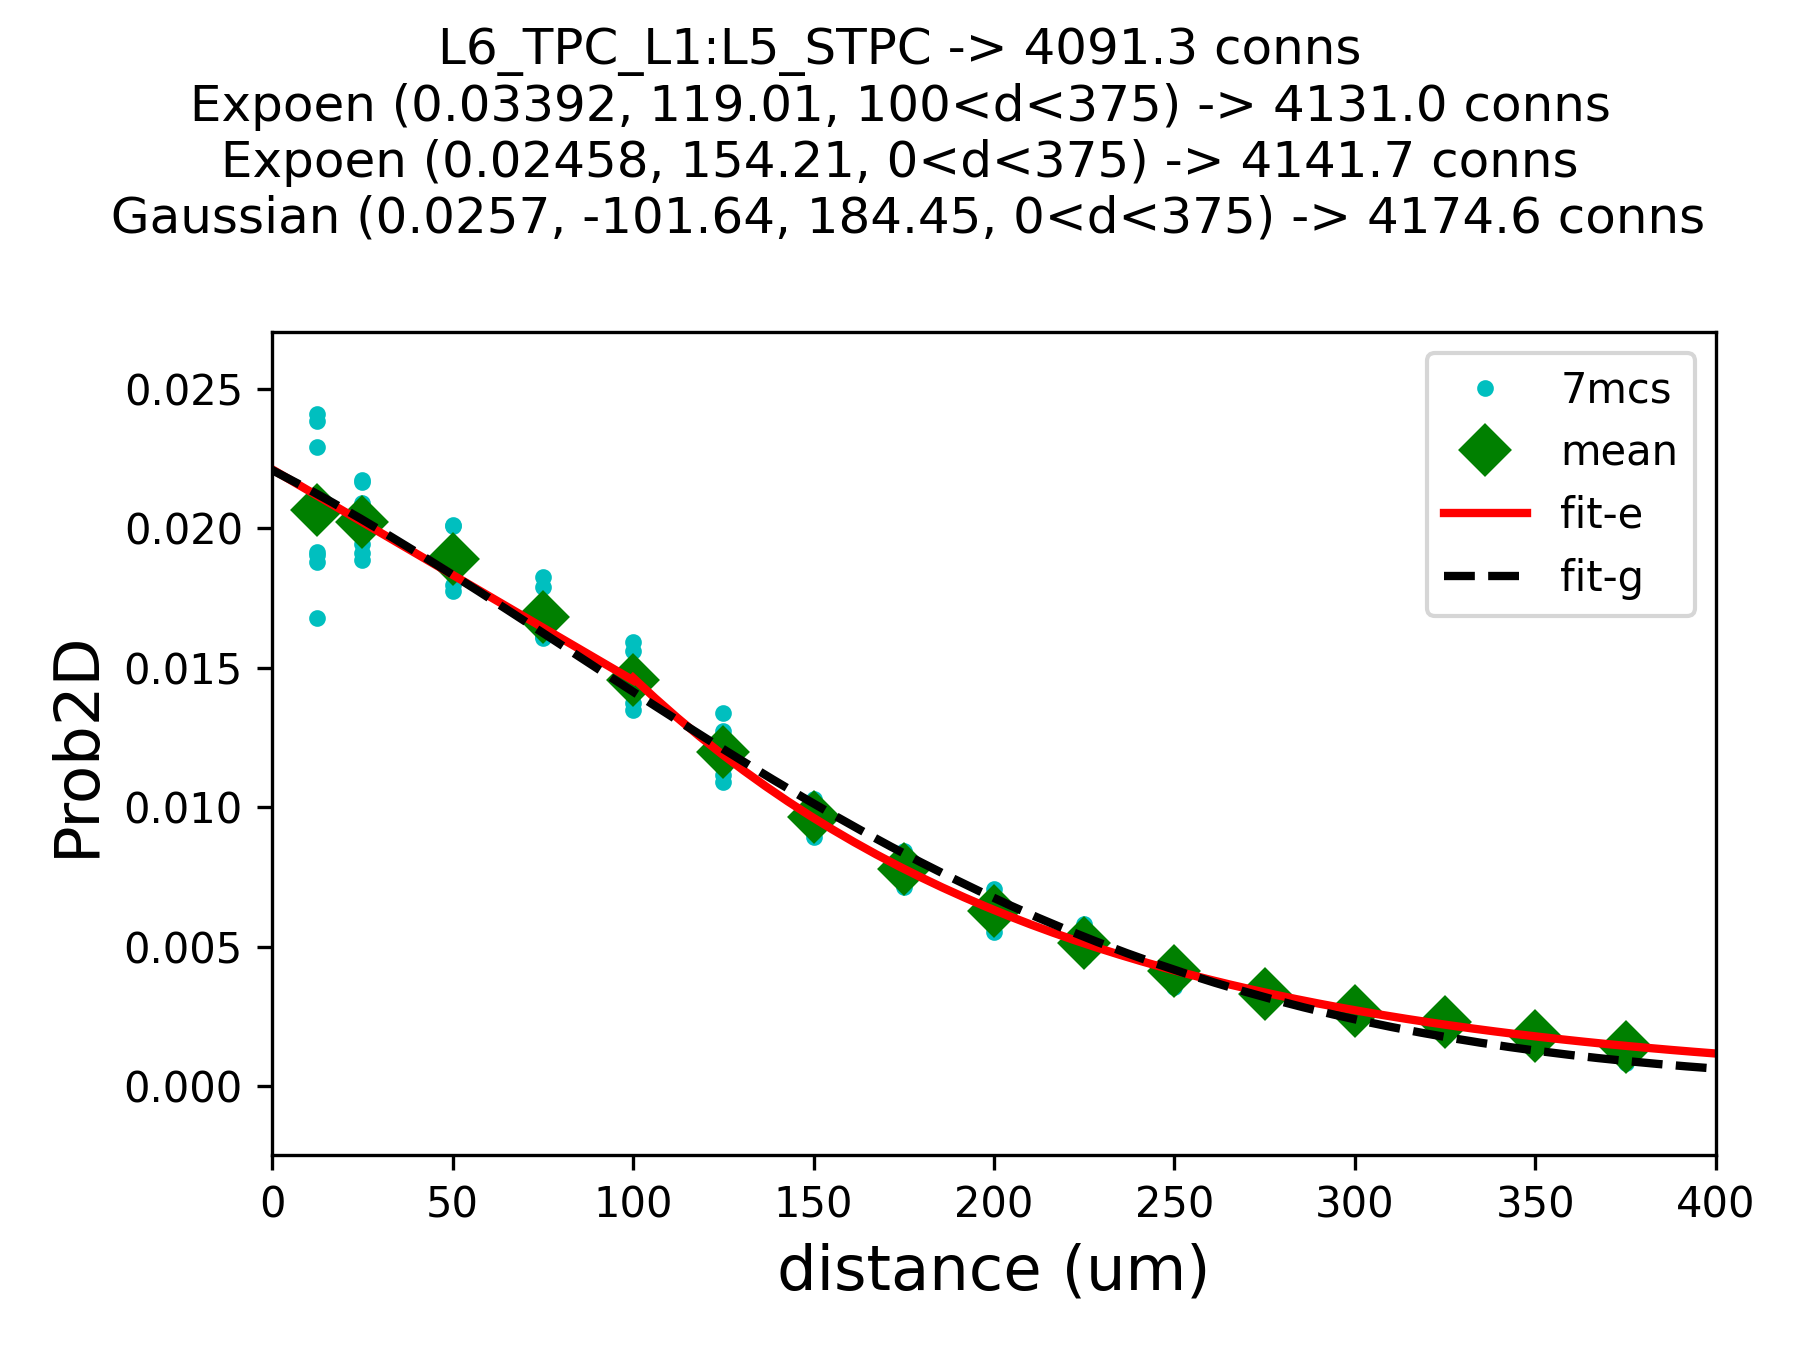 L6_TPC_L1:L5_STPC -> 4091.3 conns
Expoen (0.03392, 119.01, 100<d<375) -> 4131.0 conns
Expoen (0.02458, 154.21, 0<d<375) -> 4141.7 conns
Gaussian (0.0257, -101.64, 184.45, 0<d<375) -> 4174.6 conns
7mcs
mean
fit-e
fit-g
Prob2D
0.025
0.020
0.015
0.010
0.005
0.000
0 50 100 150 200 250 300 350 400
distance (um)